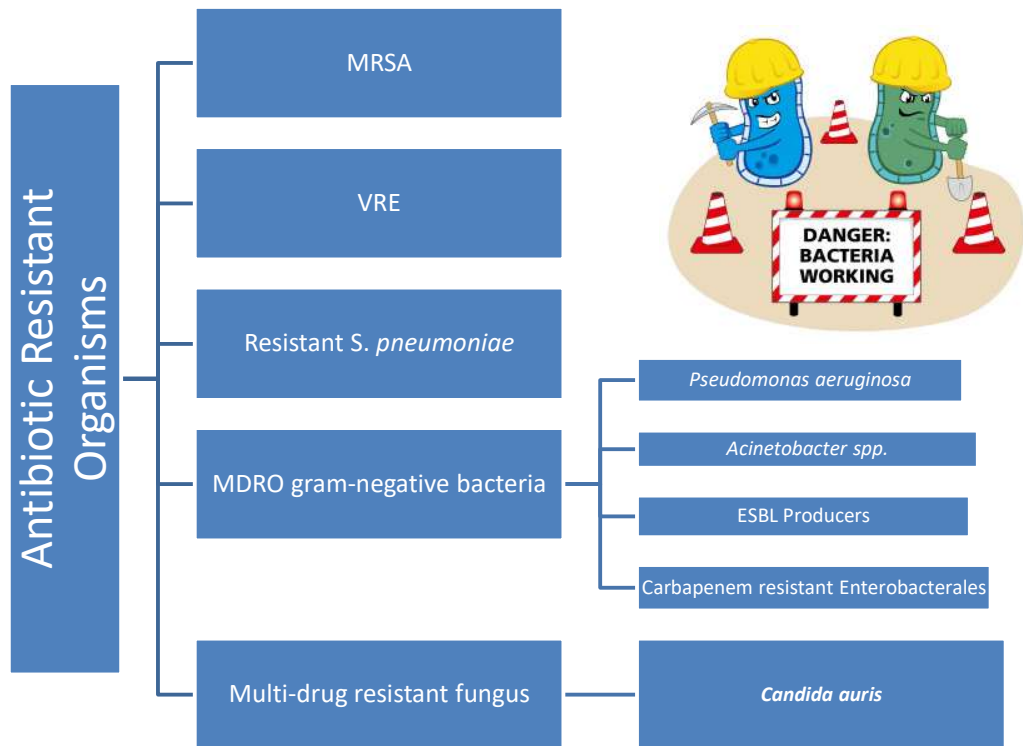 Antibiotic Resistant
Organisms
MRSA
VRE
Resistant S. pneumoniae
MDRO gram-negative bacteria
Multi-drug resistant fungus
Pseudomonas aeruginosa
Acinetobacter spp.
ESBL Producers
Carbapenem resistant Enterobacterales
Candida auris
DANGER:
BACTERIA
WORKING